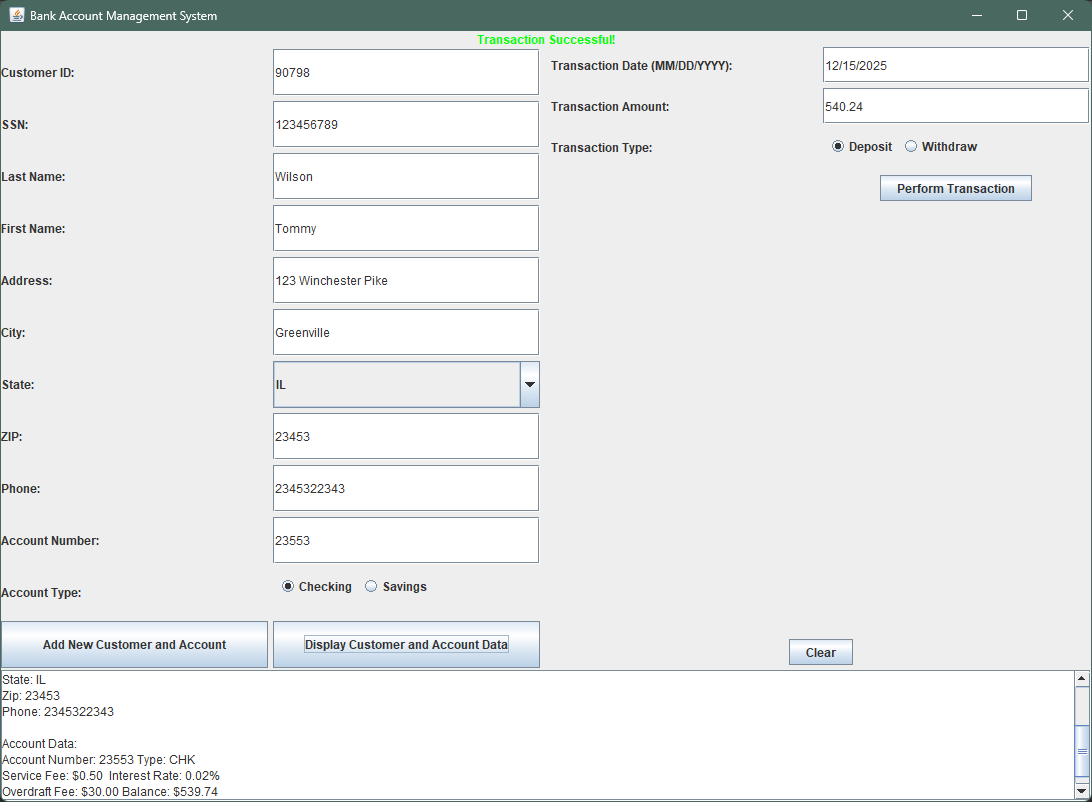 Bank Account Management System
Transaction Successful!
Customer ID: 90798
SSN: 123456789
Last Name: Wilson
First Name: Tommy
Address: 123 Winchester Pike
City: Greenville
State: IL
ZIP: 23453
Phone: 2345322343
Account Number: 23553
Account Type: Checking Savings
Transaction Date (MM/DD/YYYY): 12/15/2025
Transaction Amount: 540.24
Transaction Type: Deposit Withdraw
Perform Transaction
Add New Customer and Account
Display Customer and Account Data
Clear
State: IL
Zip: 23453
Phone: 2345322343
Account Data:
Account Number: 23553 Type: CHK
Service Fee: $0.50 Interest Rate: 0.02%
Overdraft Fee: $30.00 Balance: $539.74